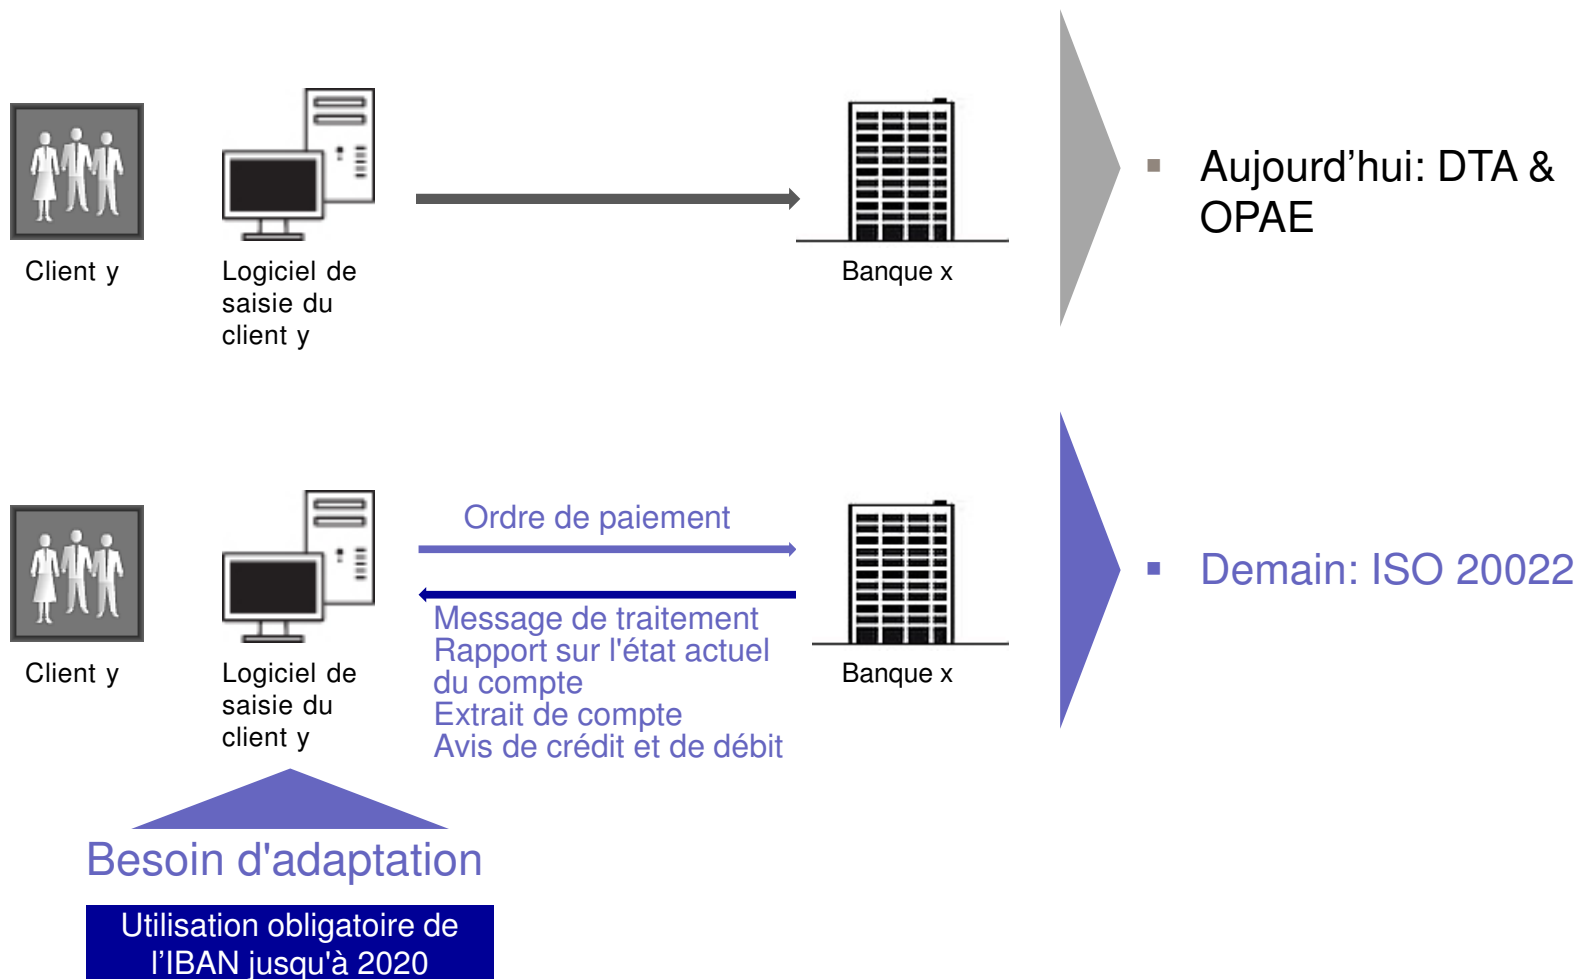 Client y
Logiciel de
saisie du
client y
Banque x
▪ Aujourd’hui: DTA &
OPAE
Ordre de paiement
Message de traitement
Rapport sur l'état actuel
du compte
Extrait de compte
Avis de crédit et de débit
Client y
Logiciel de
saisie du
client y
Banque x
▪ Demain: ISO 20022
Besoin d'adaptation
Utilisation obligatoire de
l’IBAN jusqu'à 2020